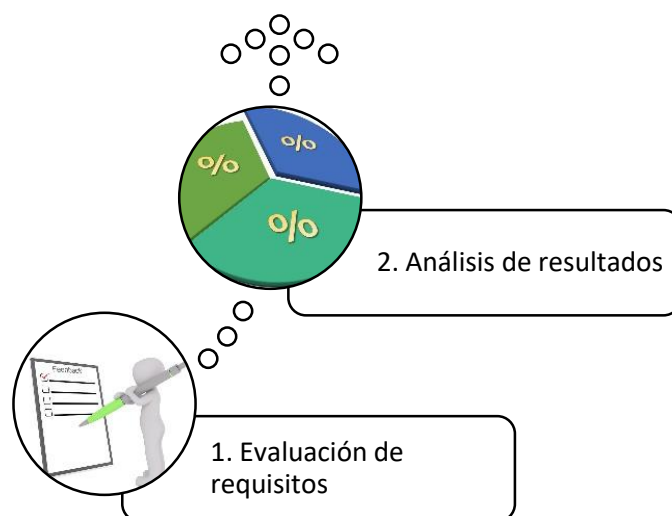 %
%
%
2. Análisis de resultados
Feedback
1. Evaluación de
requisitos